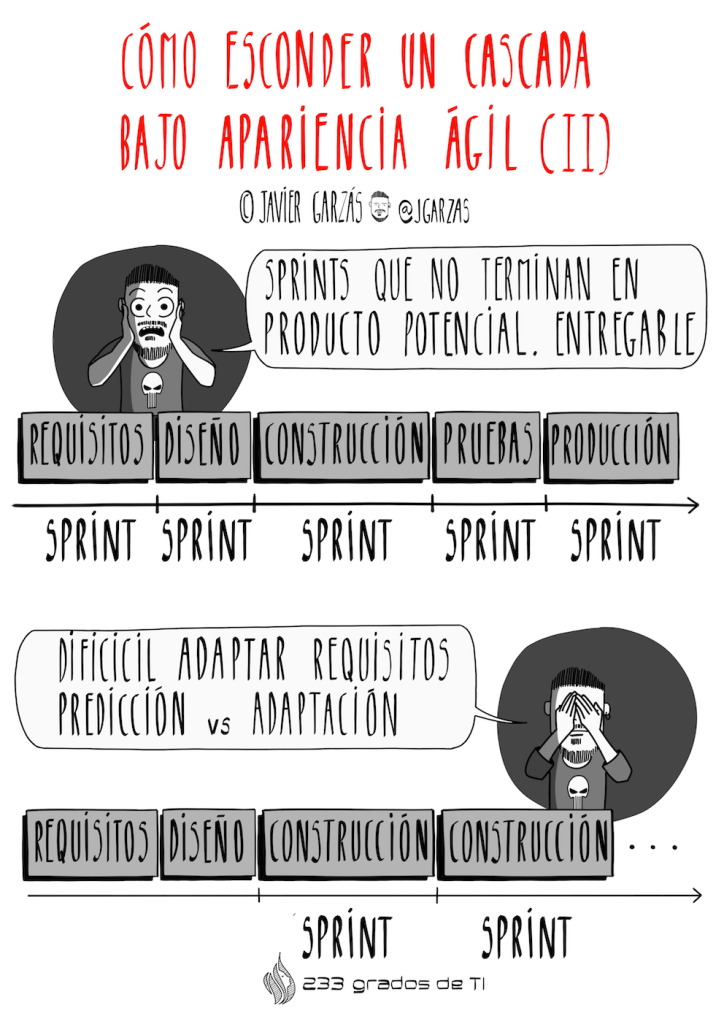 CÓMO ESCONDER UN CASCADA
BAJO APARIENCIA ÁGIL (II)
© JAVIER GARZÁS @JGARZAS
SPRINTS QUE NO TERMINAN EN
PRODUCTO POTENCIAL. ENTREGABLE
REQUISITOS DISEÑO CONSTRUCCIÓN PRUEBAS PRODUCCIÓN
SPRINT SPRINT SPRINT SPRINT SPRINT
DIFICICIL ADAPTAR REQUISITOS
PREDICCIÓN vs ADAPTACIÓN
REQUISITOS DISEÑO CONSTRUCCIÓN CONSTRUCCIÓN ...
SPRINT SPRINT
233 grados de TI